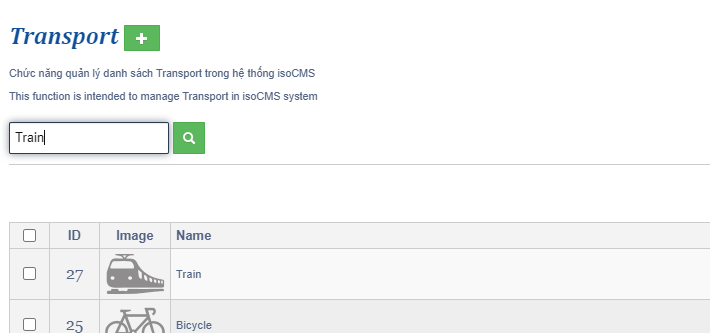 Transport +
Chức năng quản lý danh sách Transport trong hệ thống isoCMS
This function is intended to manage Transport in isoCMS system
Train
ID Image Name
27 Train
25 Bicycle